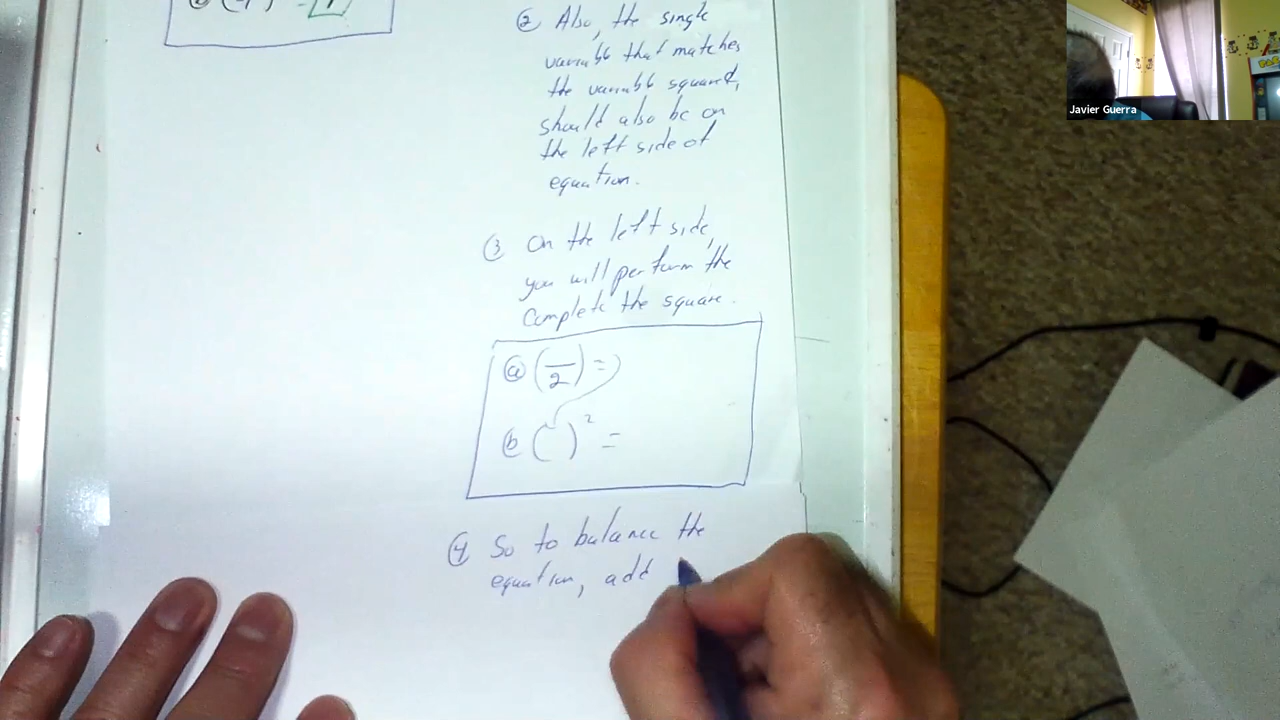 ② Also, the single
variable that matches
the variable squared,
should also be on
the left side of
equation.
③ On the left side,
you will perform the
Complete the square.
ⓐ (—/2) =
ⓑ ( )² =
④ So to balance the
equation, add
Javier Guerra